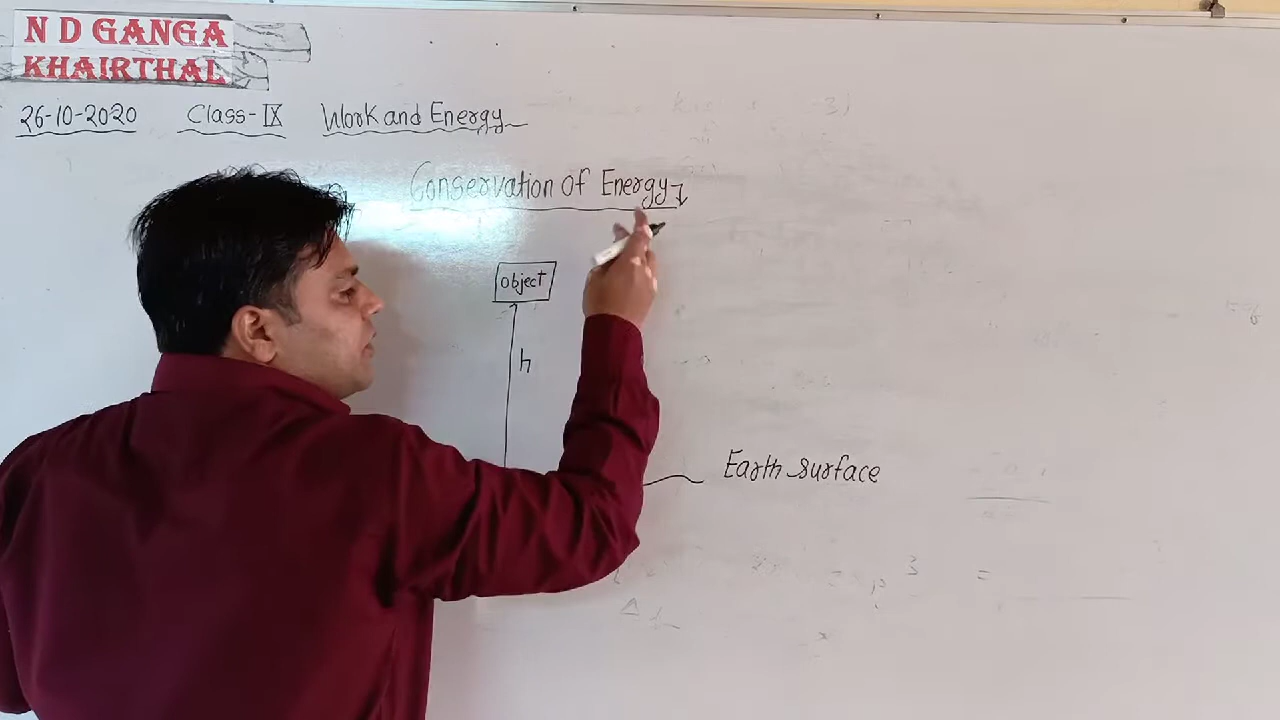 N D GANGA
KHAIRTHAL
26-10-2020 Class-IX Work and Energy
Conservation Of Energy
object
h
Earth surface